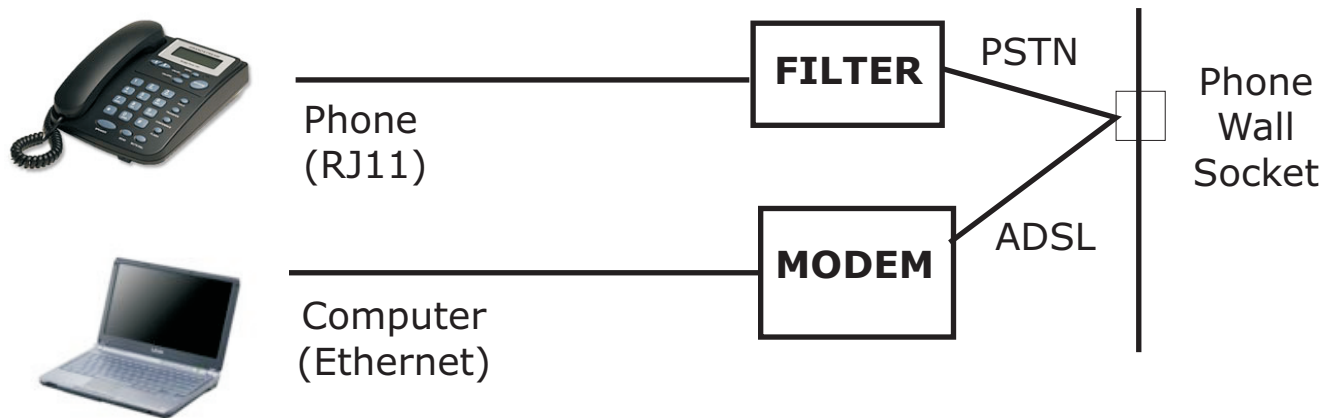 FILTER
PSTN
Phone
(RJ11)
Phone
Wall
Socket
MODEM
ADSL
Computer
(Ethernet)